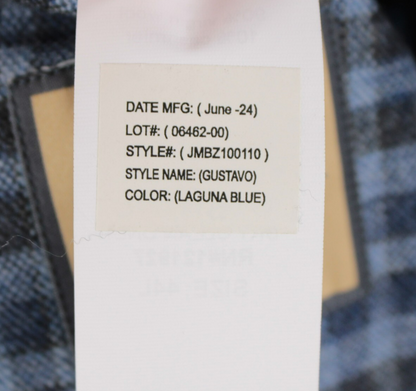 DATE MFG: ( June -24)
LOT#: ( 06462-00)
STYLE#: ( JMBZ100110 )
STYLE NAME: (GUSTAVO)
COLOR: (LAGUNA BLUE)